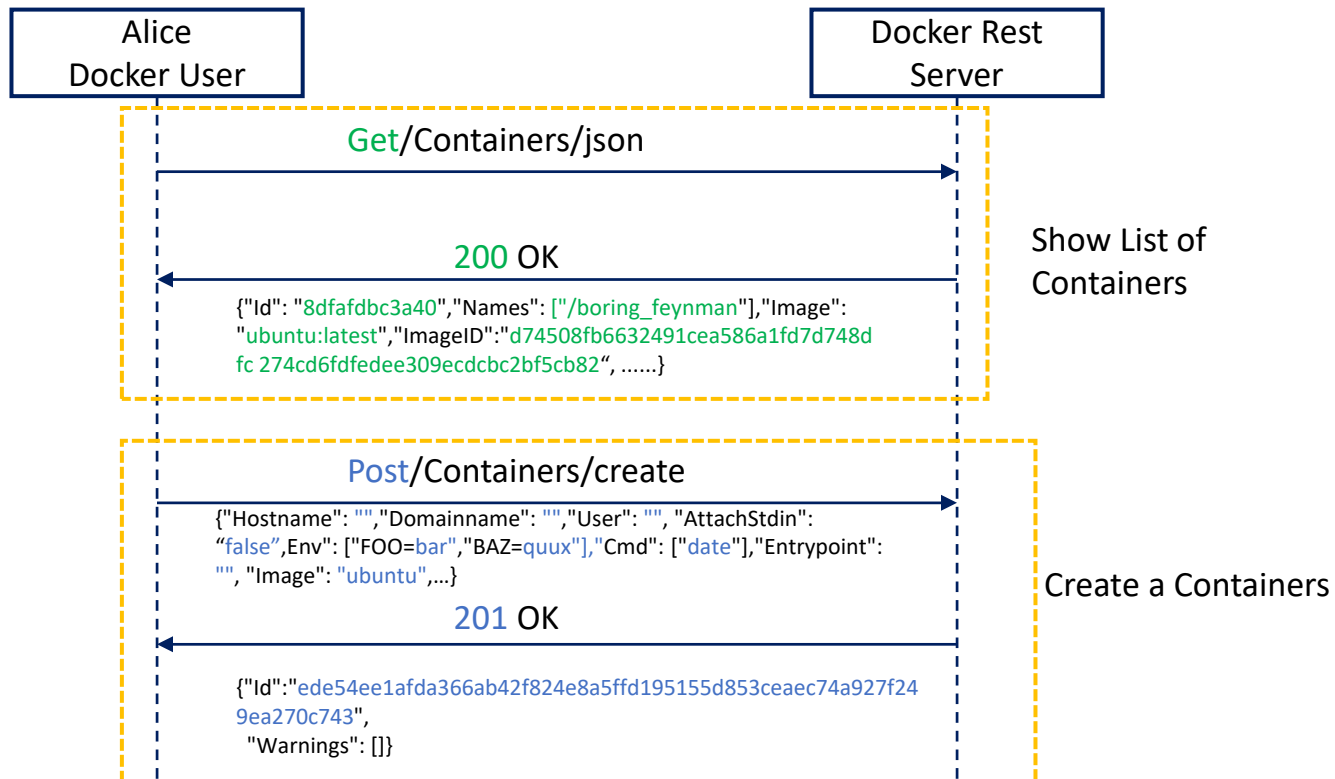 Alice
Docker User
Docker Rest
Server
Get/Containers/json
200 OK
{"Id": "8dfafdbc3a40","Names": ["/boring_feynman"],"Image":
"ubuntu:latest","ImageID":"d74508fb6632491cea586a1fd7d748d
fc 274cd6fdfedee309ecdcbc2bf5cb82“, ......}
Show List of
Containers
Post/Containers/create
{"Hostname": "","Domainname": "","User": "", "AttachStdin":
“false”,Env": ["FOO=bar","BAZ=quux"],"Cmd": ["date"],"Entrypoint":
"", "Image": "ubuntu",…}
201 OK
{"Id":"ede54ee1afda366ab42f824e8a5ffd195155d853ceaec74a927f24
9ea270c743",
"Warnings": []}
Create a Containers